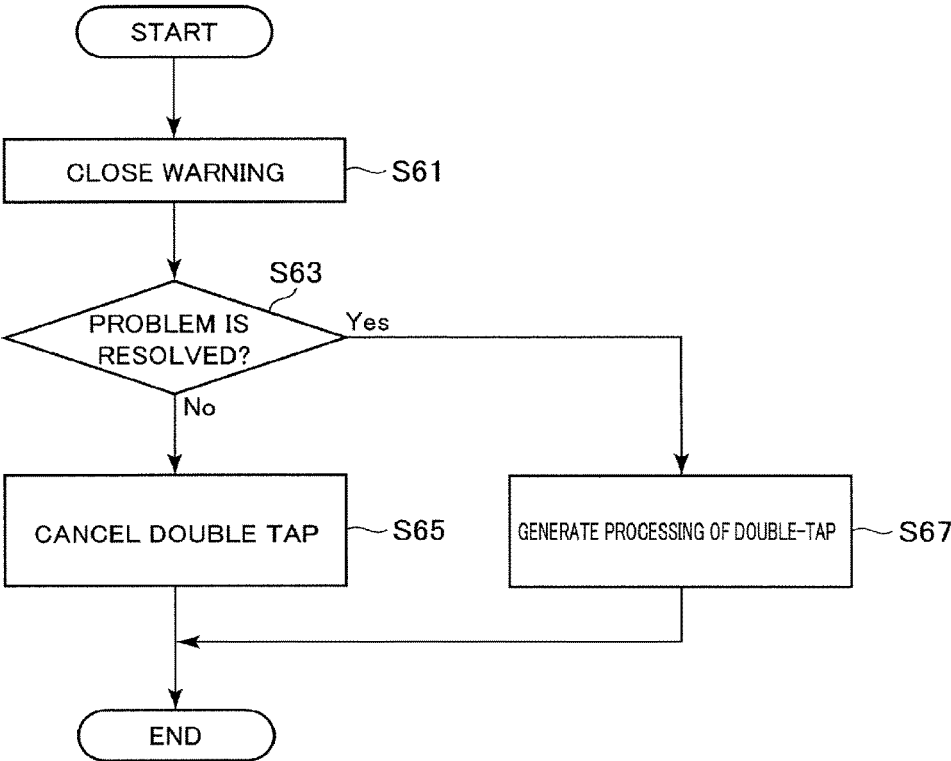 START
CLOSE WARNING
S61
S63
PROBLEM IS
RESOLVED?
Yes
No
CANCEL DOUBLE TAP
S65
GENERATE PROCESSING OF DOUBLE-TAP
S67
END